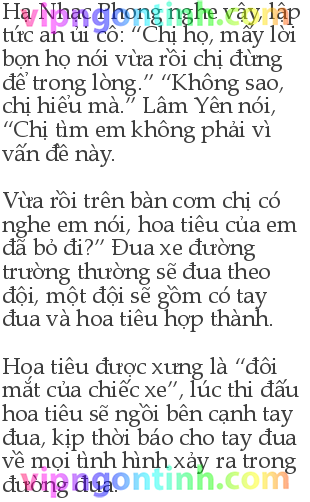 Hạ Nhạc Phong nghe vậy, lập
vipngontinh.com
tức an ủi cô: “Chị họ, mấy lời
bọn họ nói vừa rồi chị đừng
để trong lòng.” “Không sao,
chị hiểu mà.” Lâm Yên nói,
“Chị tìm em không phải vì
vấn đề này.
Vừa rồi trên bàn cơm chị có
nghe em nói, hoa tiêu của em
đã bỏ đi?” Đua xe đường
trường thường sẽ đua theo
đội, một đội sẽ gồm có tay
đua và hoa tiêu hợp thành.
Hoa tiêu được xưng là “đôi
mắt của chiếc xe”, lúc thi đấu
hoa tiêu sẽ ngồi bên cạnh tay
đua, kịp thời báo cho tay đua
về mọi tình hình xảy ra trong
vipngontinh.com
đường đua.